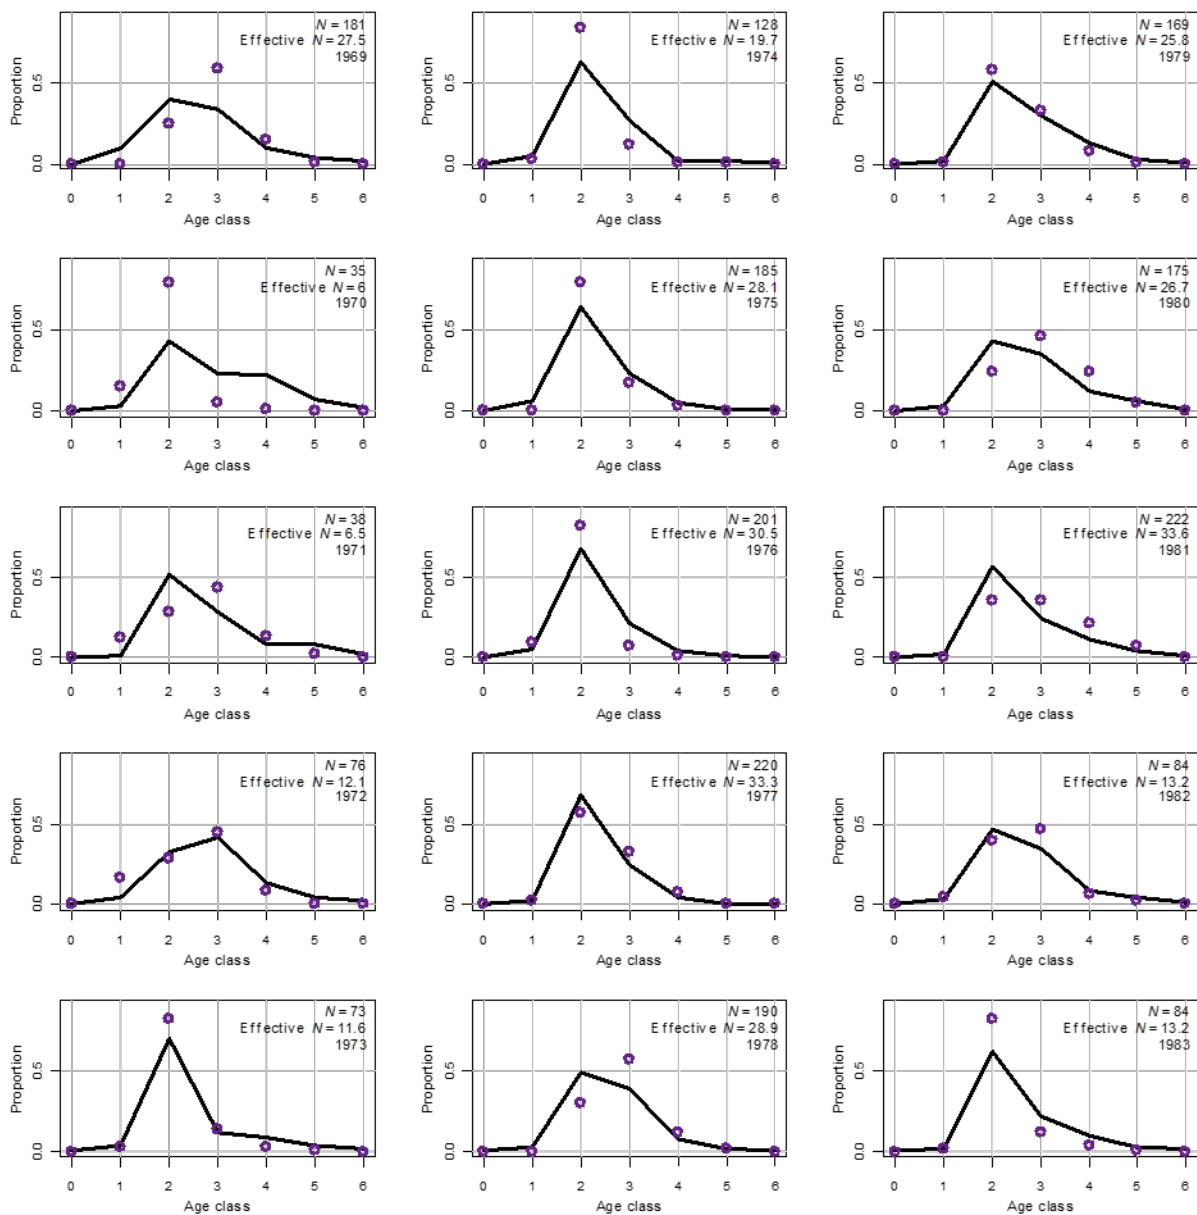 N = 181
Effective N = 27.5
1969
Proportion
0.5
0.0
0 1 2 3 4 5 6
Age class
N = 128
Effective N = 19.7
1974
Proportion
0.5
0.0
0 1 2 3 4 5 6
Age class
N = 169
Effective N = 25.8
1979
Proportion
0.5
0.0
0 1 2 3 4 5 6
Age class
N = 35
Effective N = 6
1970
Proportion
0.5
0.0
0 1 2 3 4 5 6
Age class
N = 185
Effective N = 28.1
1975
Proportion
0.5
0.0
0 1 2 3 4 5 6
Age class
N = 175
Effective N = 26.7
1980
Proportion
0.5
0.0
0 1 2 3 4 5 6
Age class
N = 38
Effective N = 6.5
1971
Proportion
0.5
0.0
0 1 2 3 4 5 6
Age class
N = 201
Effective N = 30.5
1976
Proportion
0.5
0.0
0 1 2 3 4 5 6
Age class
N = 222
Effective N = 33.6
1981
Proportion
0.5
0.0
0 1 2 3 4 5 6
Age class
N = 76
Effective N = 12.1
1972
Proportion
0.5
0.0
0 1 2 3 4 5 6
Age class
N = 220
Effective N = 33.3
1977
Proportion
0.5
0.0
0 1 2 3 4 5 6
Age class
N = 84
Effective N = 13.2
1982
Proportion
0.5
0.0
0 1 2 3 4 5 6
Age class
N = 73
Effective N = 11.6
1973
Proportion
0.5
0.0
0 1 2 3 4 5 6
Age class
N = 190
Effective N = 28.9
1978
Proportion
0.5
0.0
0 1 2 3 4 5 6
Age class
N = 84
Effective N = 13.2
1983
Proportion
0.5
0.0
0 1 2 3 4 5 6
Age class